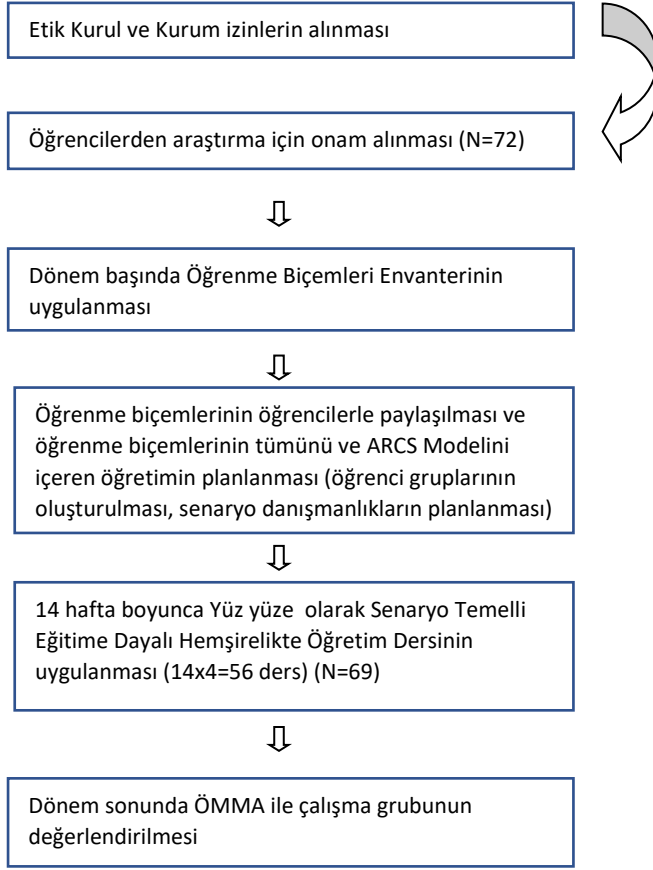 Etik Kurul ve Kurum izinlerin alınması
Öğrencilerden araştırma için onam alınması (N=72)
Dönem başında Öğrenme Biçemleri Envanterinin
uygulanması
Öğrenme biçemlerinin öğrencilerle paylaşılması ve
öğrenme biçemlerinin tümünü ve ARCS Modelini
içeren öğretimin planlanması (öğrenci gruplarının
oluşturulması, senaryo danışmanlıkların planlanması)
14 hafta boyunca Yüz yüze  olarak Senaryo Temelli
Eğitime Dayalı Hemşirelikte Öğretim Dersinin
uygulanması (14x4=56 ders) (N=69)
Dönem sonunda ÖMMA ile çalışma grubunun
değerlendirilmesi